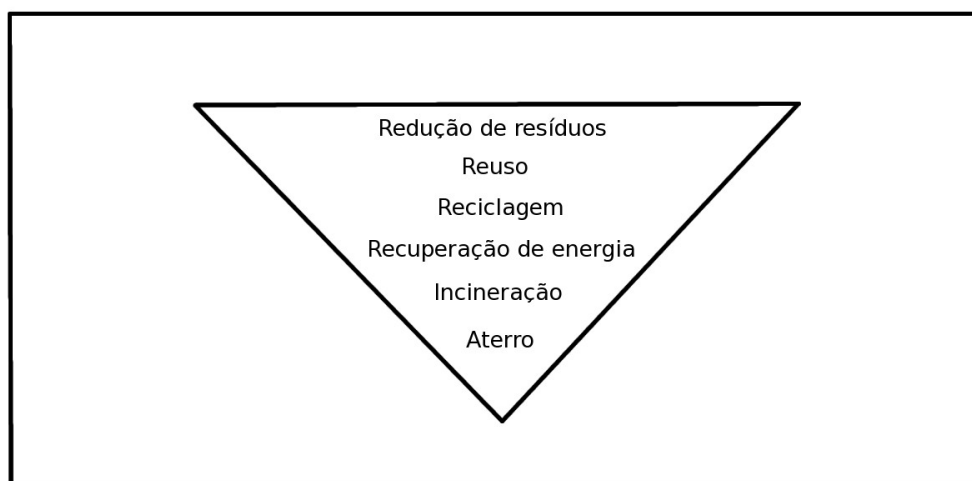 Redução de resíduos
Reuso
Reciclagem
Recuperação de energia
Incineração
Aterro